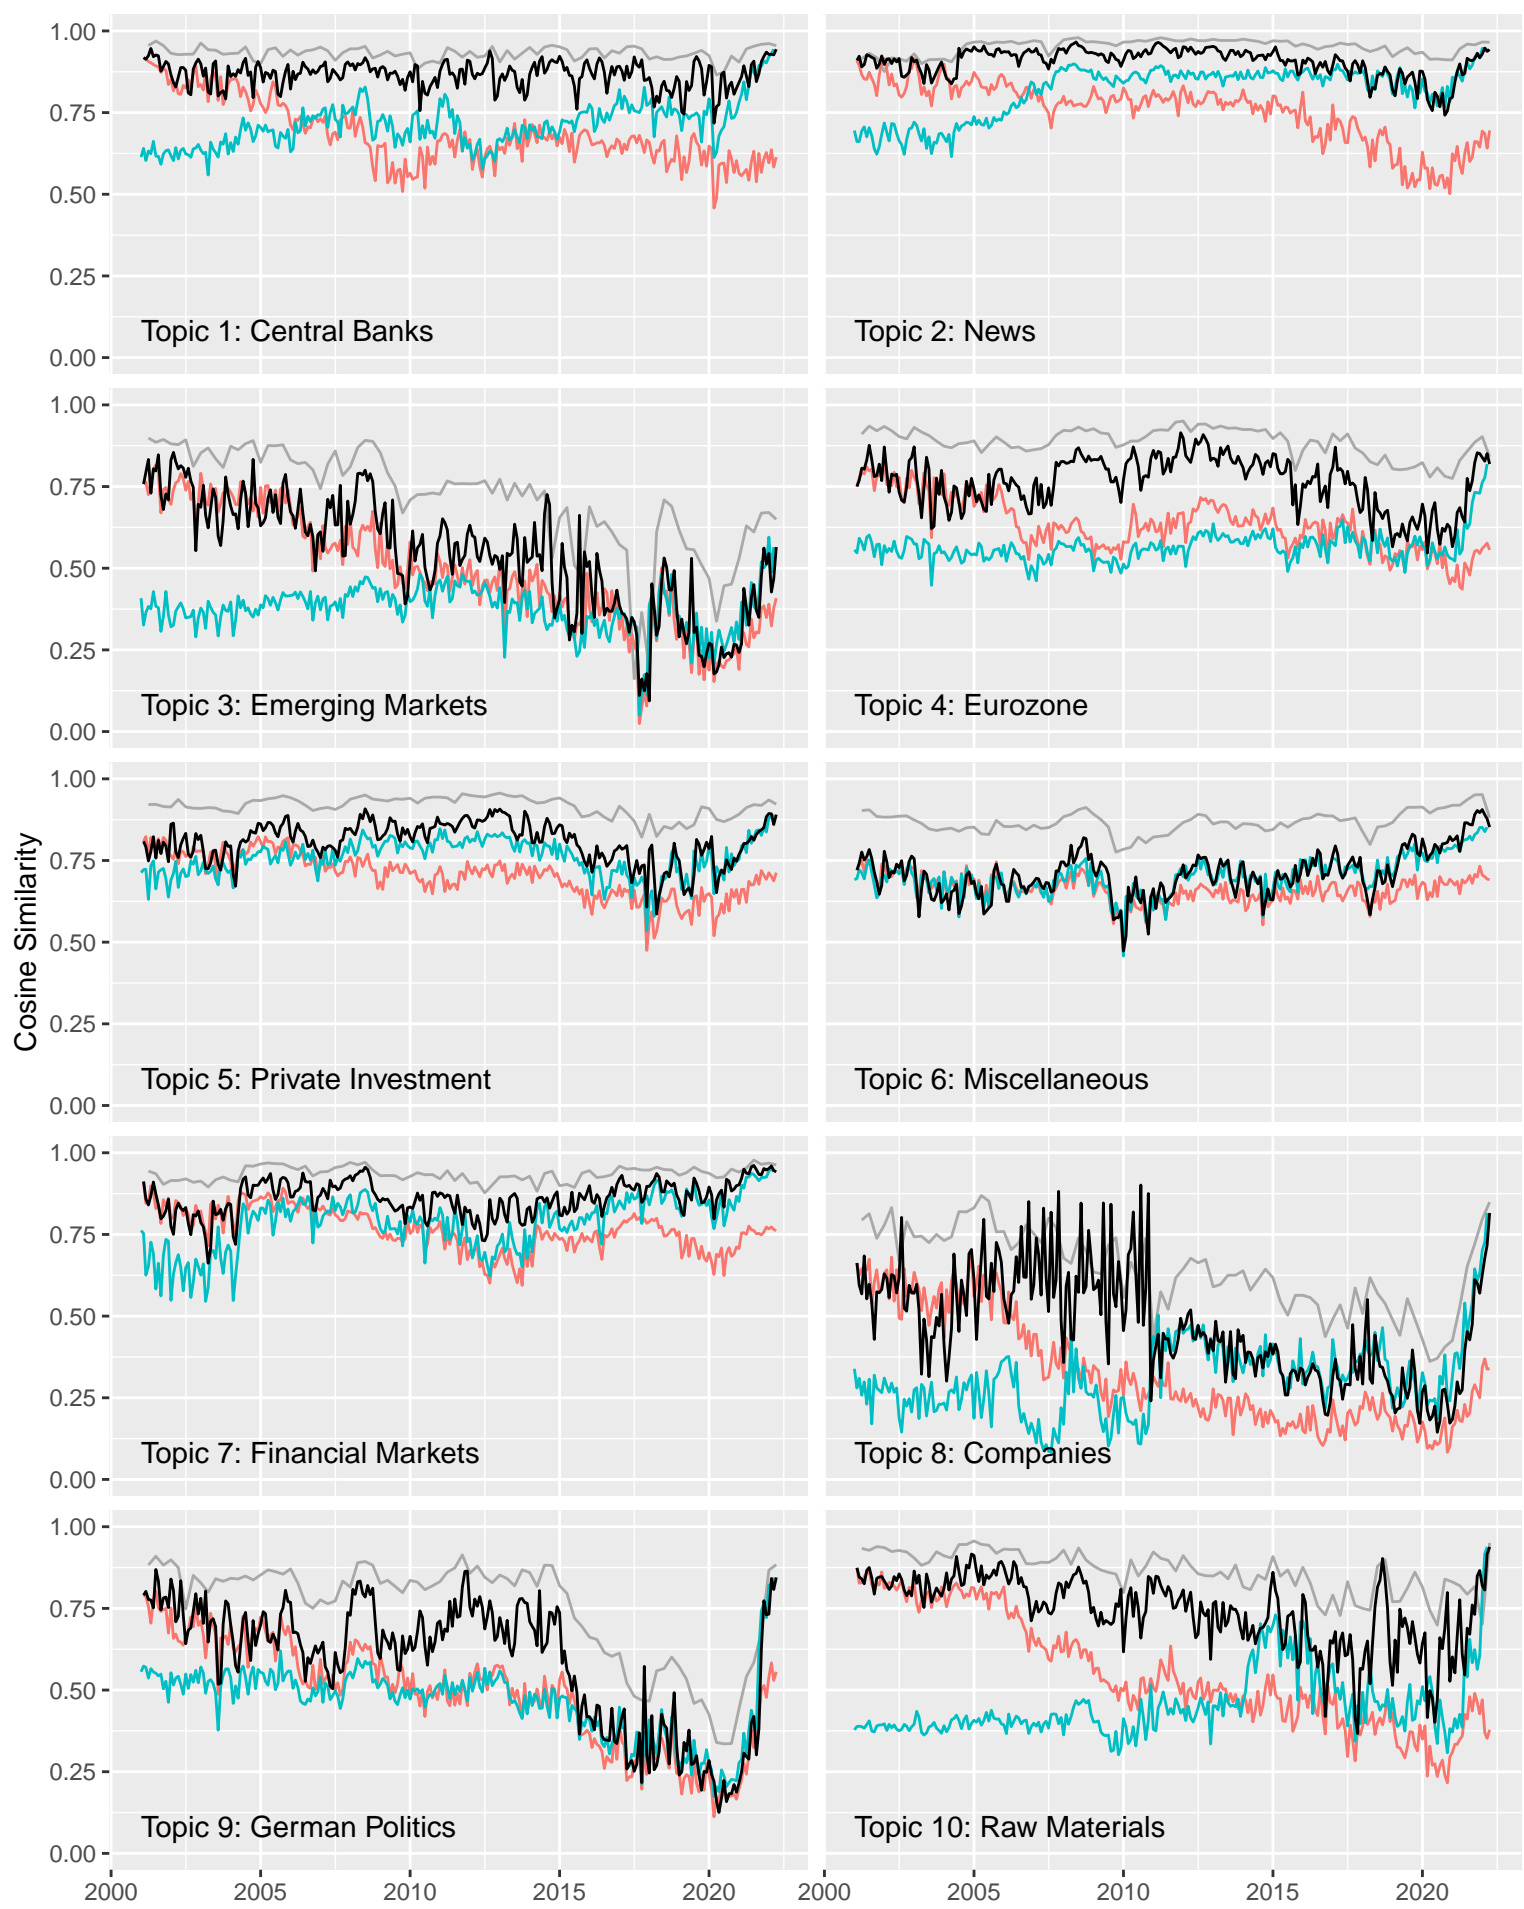 Cosine Similarity
1.00
0.75
0.50
0.25
0.00
Topic 1: Central Banks
Topic 2: News
1.00
0.75
0.50
0.25
0.00
Topic 3: Emerging Markets
Topic 4: Eurozone
1.00
0.75
0.50
0.25
0.00
Topic 5: Private Investment
Topic 6: Miscellaneous
1.00
0.75
0.50
0.25
0.00
Topic 7: Financial Markets
Topic 8: Companies
1.00
0.75
0.50
0.25
0.00
Topic 9: German Politics
Topic 10: Raw Materials
2000 2005 2010 2015 2020
2000 2005 2010 2015 2020